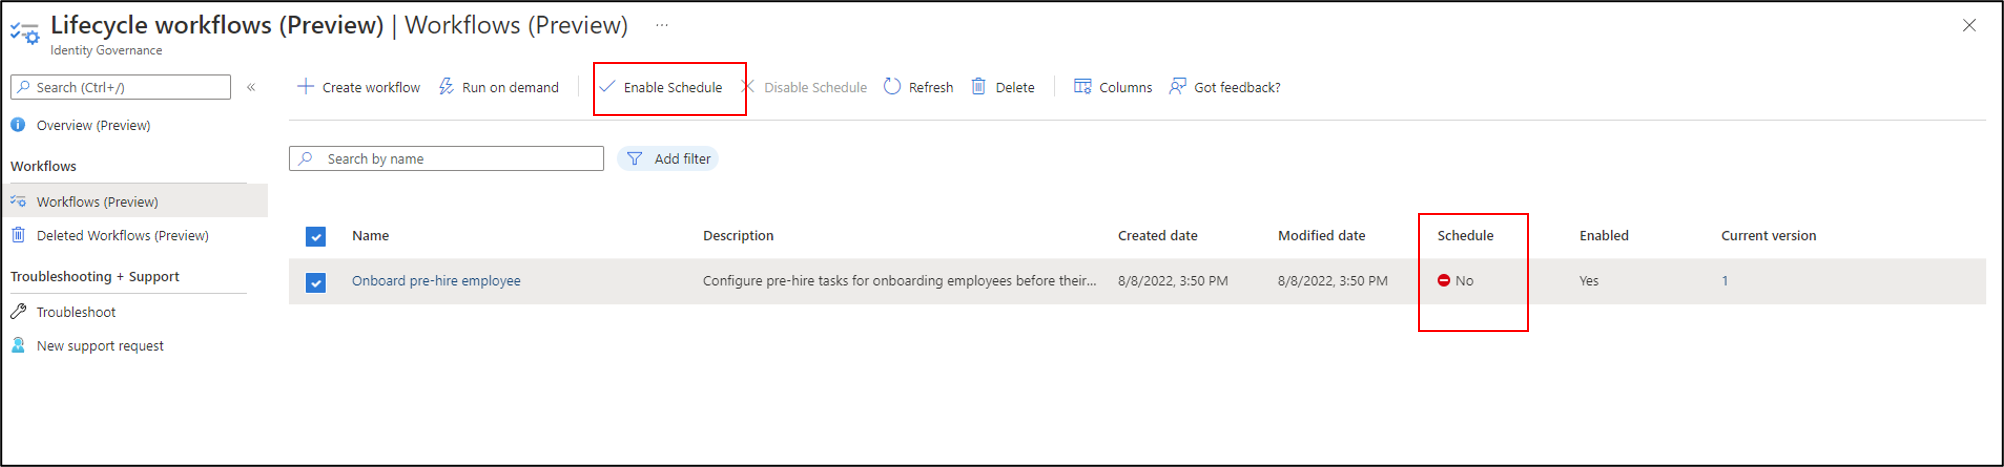 Lifecycle workflows (Preview) | Workflows (Preview) ...
Identity Governance
Search (Ctrl+/) «
Create workflow Run on demand Enable Schedule Disable Schedule Refresh Delete Columns Got feedback?
Overview (Preview)
Workflows
Workflows (Preview)
Deleted Workflows (Preview)
Troubleshooting + Support
Troubleshoot
New support request
Search by name Add filter
Name Description Created date Modified date Schedule Enabled Current version
Onboard pre-hire employee Configure pre-hire tasks for onboarding employees before their... 8/8/2022, 3:50 PM 8/8/2022, 3:50 PM No Yes 1